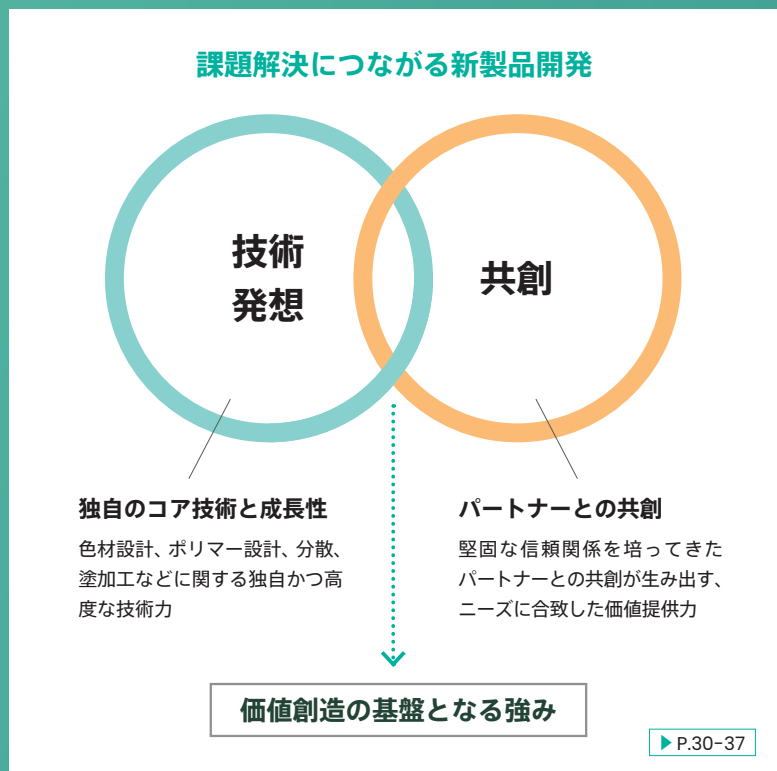 課題解決につながる新製品開発
技術
発想
共創
独自のコア技術と成長性
色材設計、ポリマー設計、分散、
塗加工などに関する独自かつ高
度な技術力
パートナーとの共創
堅固な信頼関係を培ってきた
パートナーとの共創が生み出す、
ニーズに合致した価値提供力
価値創造の基盤となる強み
P.30-37